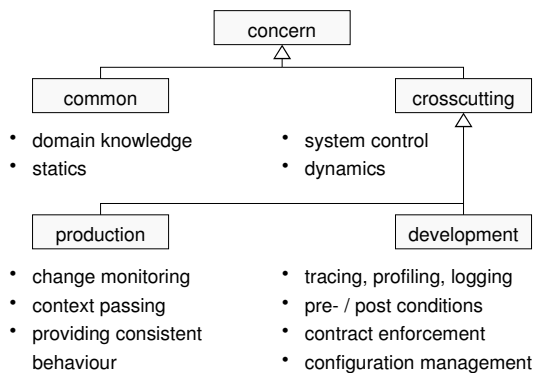 concern
common
crosscutting
• domain knowledge
• statics
• system control
• dynamics
production
development
• change monitoring
• context passing
• providing consistent
behaviour
• tracing, profiling, logging
• pre- / post conditions
• contract enforcement
• configuration management